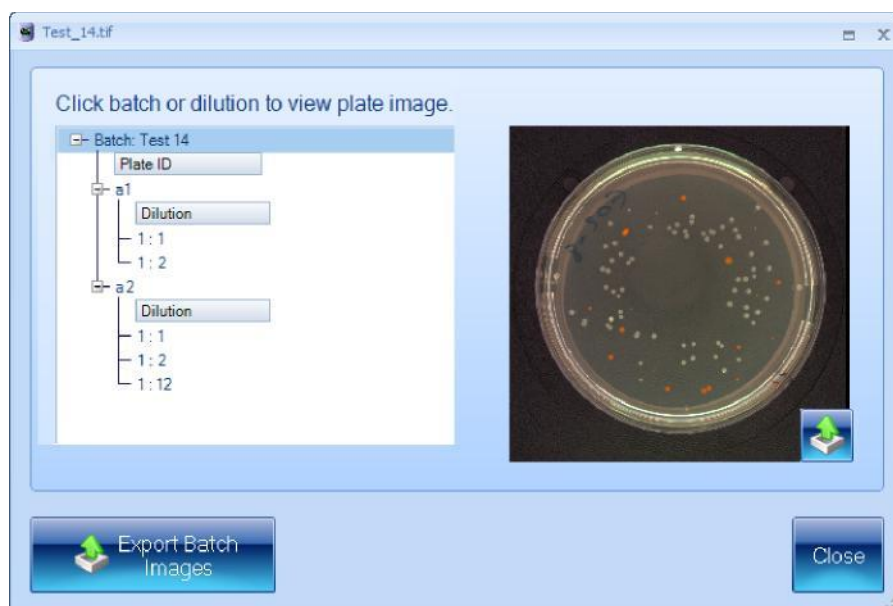 Test_14.tif
Click batch or dilution to view plate image.
Batch: Test 14
Plate ID
a1
Dilution
1 : 1
1 : 2
a2
Dilution
1 : 1
1 : 2
1 : 12
Export Batch
Images
Close